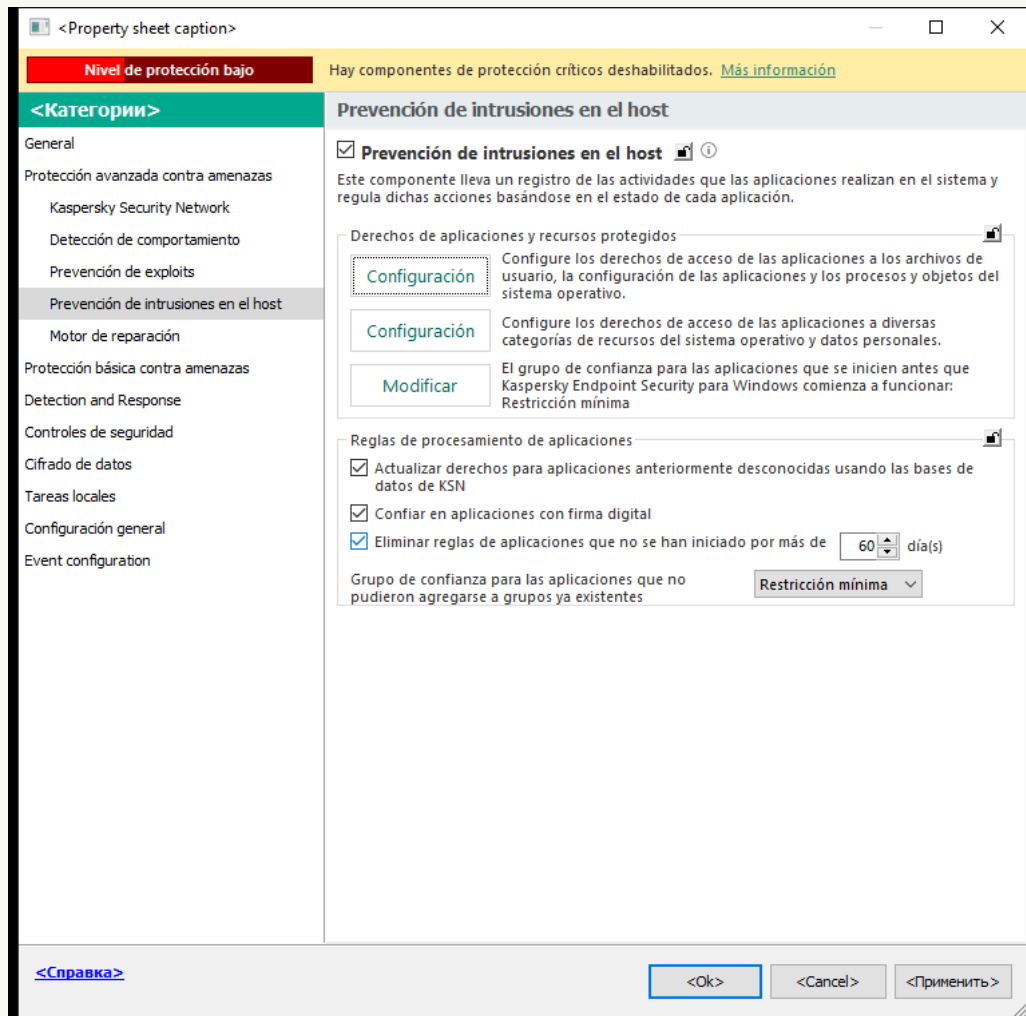 <Property sheet caption>
Nivel de protección bajo
Hay componentes de protección críticos deshabilitados. Más información
<Категории>
General
Protección avanzada contra amenazas
Kaspersky Security Network
Detección de comportamiento
Prevención de exploits
Prevención de intrusiones en el host
Motor de reparación
Protección básica contra amenazas
Detection and Response
Controles de seguridad
Cifrado de datos
Tareas locales
Configuración general
Event configuration
Prevención de intrusiones en el host
Prevención de intrusiones en el host
Este componente lleva un registro de las actividades que las aplicaciones realizan en el sistema y
regula dichas acciones basándose en el estado de cada aplicación.
Derechos de aplicaciones y recursos protegidos
Configuración
Configure los derechos de acceso de las aplicaciones a los archivos de
usuario, la configuración de las aplicaciones y los procesos y objetos del
sistema operativo.
Configuración
Configure los derechos de acceso de las aplicaciones a diversas
categorías de recursos del sistema operativo y datos personales.
Modificar
El grupo de confianza para las aplicaciones que se inicien antes que
Kaspersky Endpoint Security para Windows comienza a funcionar:
Restricción mínima
Reglas de procesamiento de aplicaciones
Actualizar derechos para aplicaciones anteriormente desconocidas usando las bases de
datos de KSN
Confiar en aplicaciones con firma digital
Eliminar reglas de aplicaciones que no se han iniciado por más de 60 día(s)
Grupo de confianza para las aplicaciones que no
pudieron agregarse a grupos ya existentes
Restricción mínima
<Справка>
<Ok>
<Cancel>
<Применить>